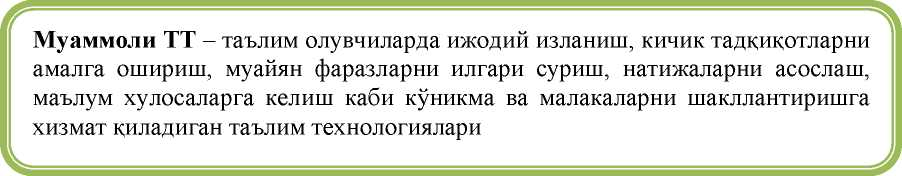 Муаммоли ТТ – таълим олувчиларда ижодий изланиш, кичик тадқиқотларни
амалга ошириш, муайян фаразларни илгари суриш, натижаларни асослаш,
маълум хулосаларга келиш каби кўникма ва малакаларни шакллантиришга
хизмат қиладиган таълим технологиялари